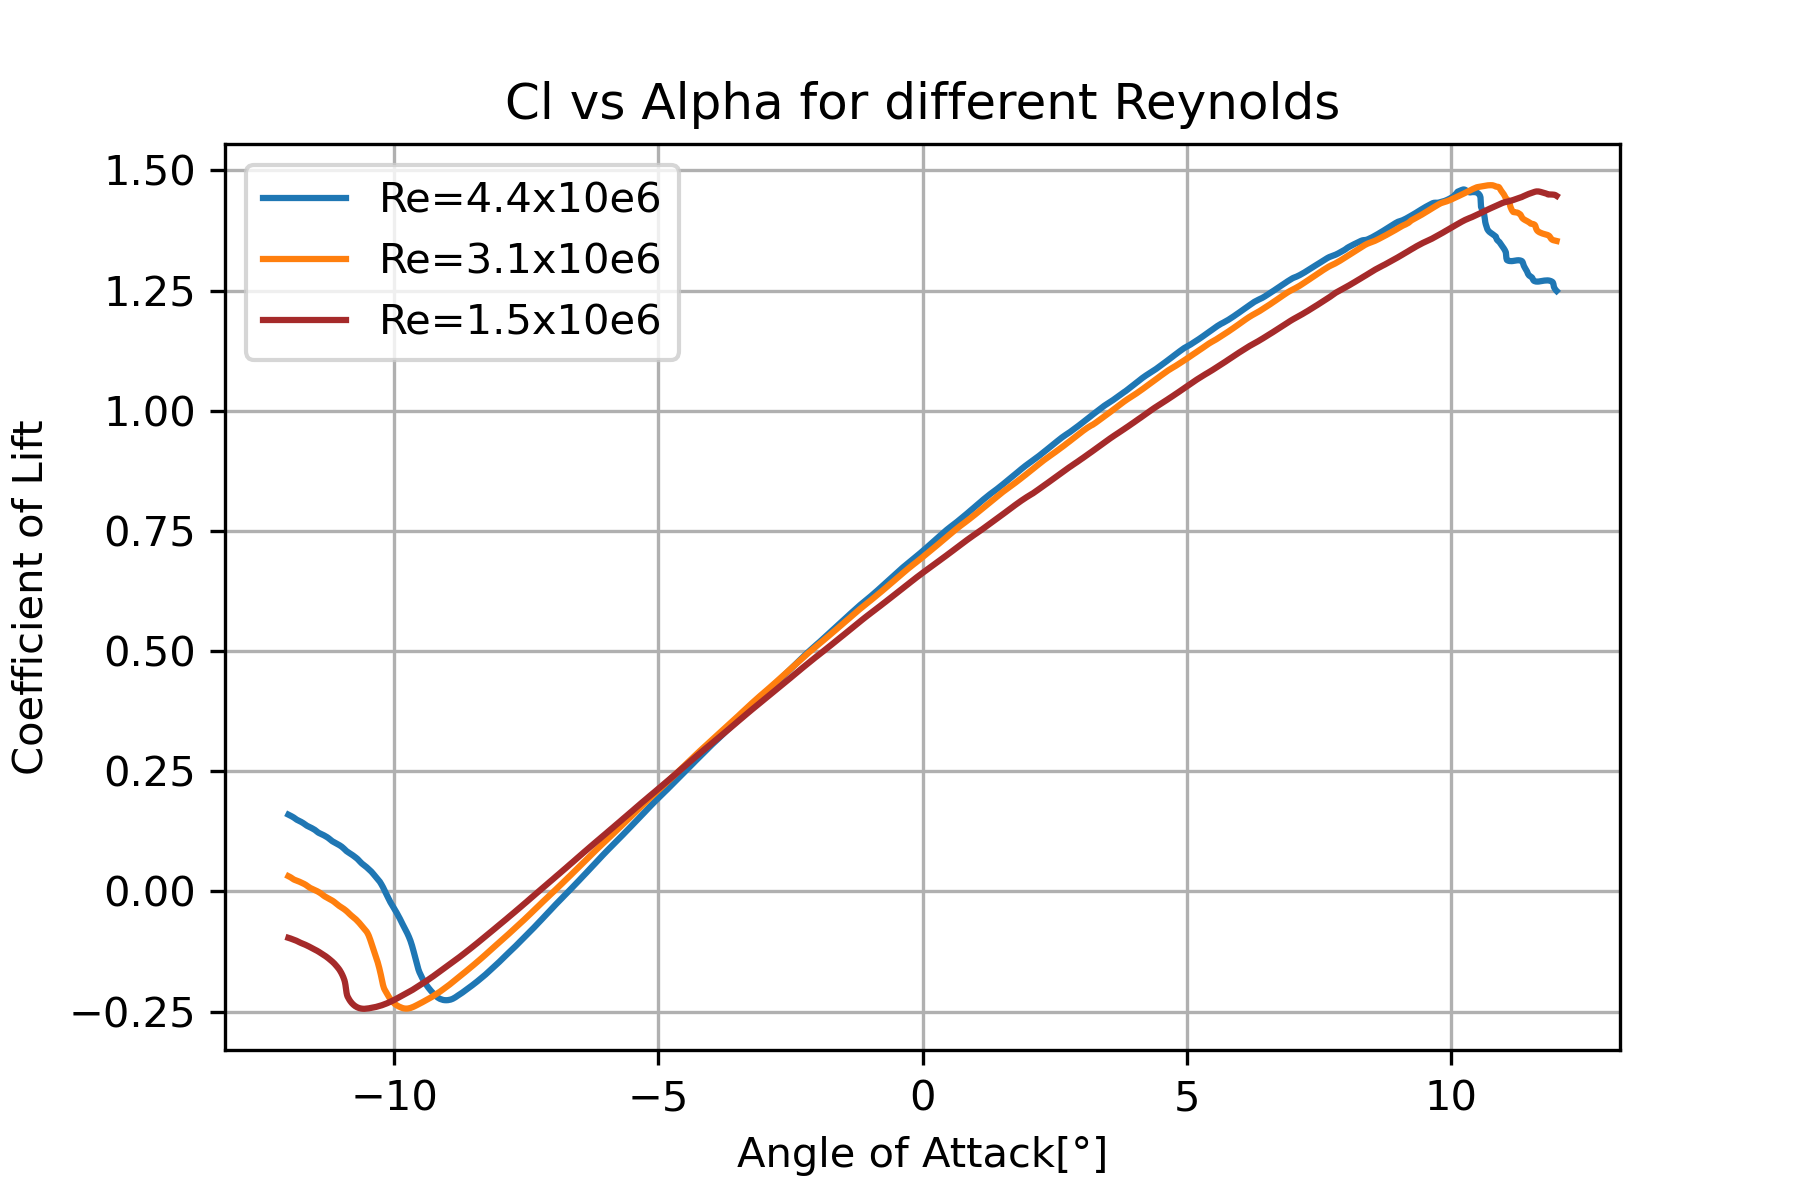 Cl vs Alpha for different Reynolds
Re=4.4x10e6
Re=3.1x10e6
Re=1.5x10e6
Coefficient of Lift
1.50
1.25
1.00
0.75
0.50
0.25
0.00
−0.25
−10 −5 0 5 10
Angle of Attack[°]